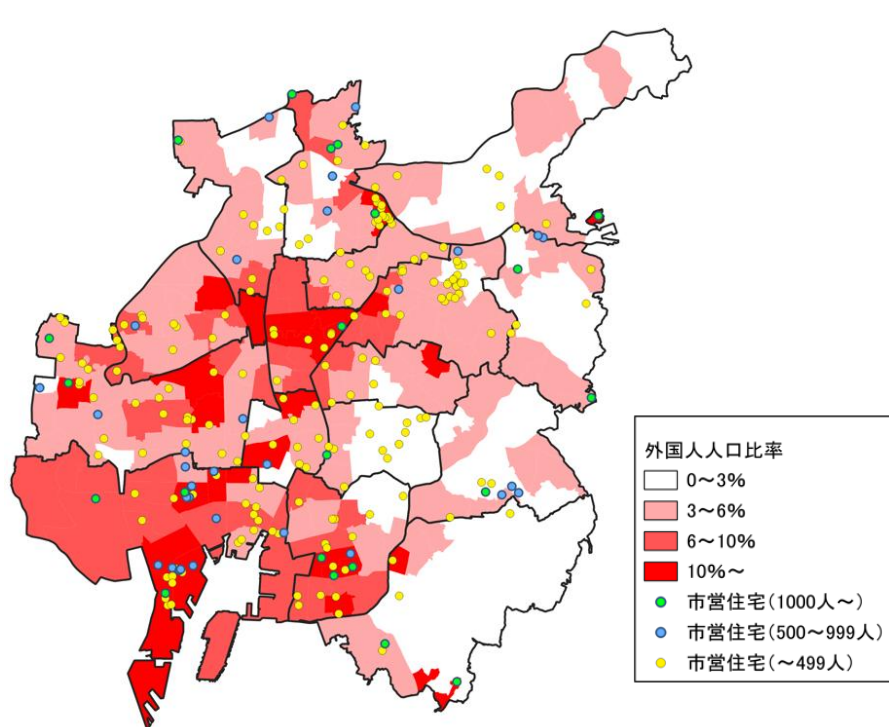 外国人人口比率
0～3%
3～6%
6～10%
10%～
市営住宅(1000人～)
市営住宅(500～999人)
市営住宅(～499人)